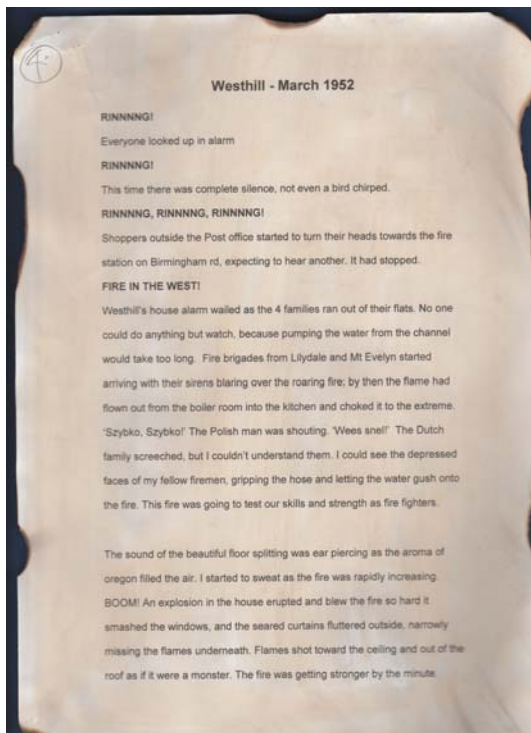 Westhill - March 1952
RINNNNG!
Everyone looked up in alarm
RINNNNG!
This time there was complete silence, not even a bird chirped.
RINNNNG, RINNNNG, RINNNNG!
Shoppers outside the Post office started to turn their heads towards the fire
station on Birmingham rd, expecting to hear another. It had stopped.
FIRE IN THE WEST!
Westhill's house alarm wailed as the 4 families ran out of their flats. No one
could do anything but watch, because pumping the water from the channel
would take too long. Fire brigades from Lilydale and Mt Evelyn started
arriving with their sirens blaring over the roaring fire; by then the flame had
flown out from the boiler room into the kitchen and choked it to the extreme.
'Szybko, Szybko!' The Polish man was shouting. 'Wees snel!' The Dutch
family screeched, but I couldn't understand them. I could see the depressed
faces of my fellow firemen, gripping the hose and letting the water gush onto
the fire. This fire was going to test our skills and strength as fire fighters.
The sound of the beautiful floor splitting was ear piercing as the aroma of
oregon filled the air. I started to sweat as the fire was rapidly increasing.
BOOM! An explosion in the house erupted and blew the fire so hard it
smashed the windows, and the seared curtains fluttered outside, narrowly
missing the flames underneath. Flames shot toward the ceiling and out of the
roof as if it were a monster. The fire was getting stronger by the minute.